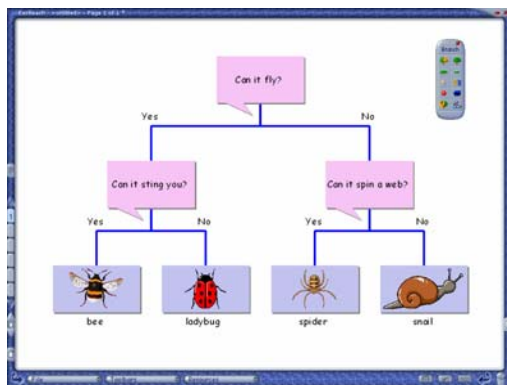 Can it fly?
Yes
No
Can it sting you?
Can it spin a web?
Yes
No
Yes
No
bee
ladybug
spider
snail